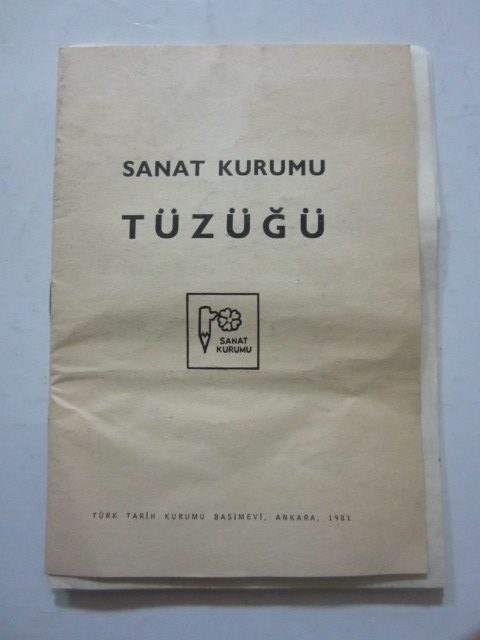 SANAT KURUMU
TÜZÜĞÜ
SANAT
KURUMU
TÜRK TARİH KURUMU BASIMEVİ, ANKARA, 1981